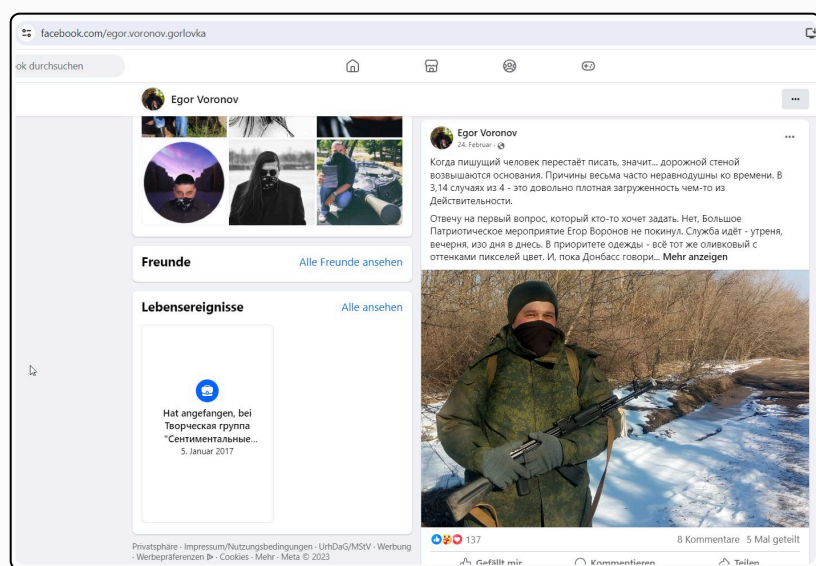 facebook.com/egor.voronov.gorlovka
ok durchsuchen
Egor Voronov
Freunde
Alle Freunde ansehen
Lebensereignisse
Alle ansehen
Hat angefangen, bei
Творческая группа
"Сентиментальные...
5. Januar 2017
Privatsphäre · Impressum/Nutzungsbedingungen · UrhDaG/MStV · Werbung
· Werbepräferenzen · Cookies · Mehr · Meta © 2023
Egor Voronov
24. Februar ·
Когда пишущий человек перестаёт писать, значит... дорожной стеной
возвышаются основания. Причины весьма часто неравнодушны ко времени. В
3,14 случаях из 4 - это довольно плотная загруженность чем-то из
Действительности.
Отвечу на первый вопрос, который кто-то хочет задать. Нет, Большое
Патриотическое мероприятие Егор Воронов не покинул. Служба идёт - утреня,
вечерня, изо дня в днесь. В приоритете одежды - всё тот же оливковый с
оттенками пикселей цвет. И, пока Донбасс говори... Mehr anzeigen
137
8 Kommentare 5 Mal geteilt
Gefällt mir
Kommentieren
Teilen